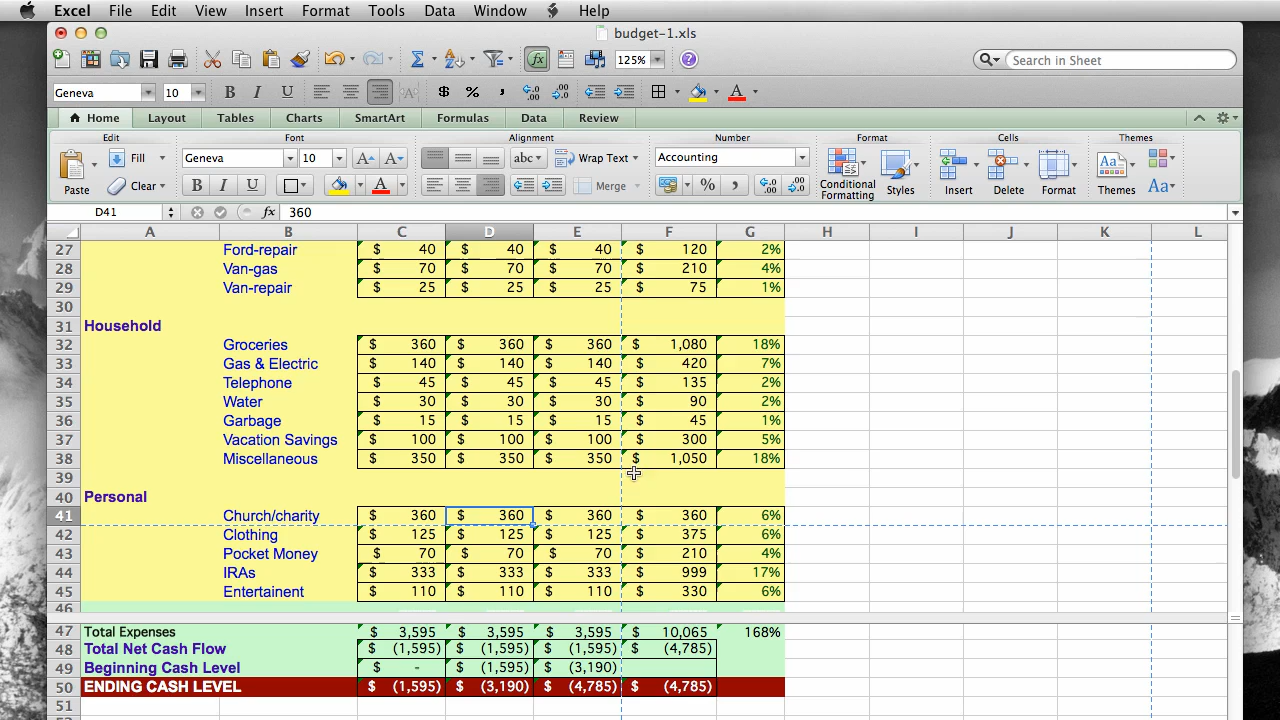 Excel File Edit View Insert Format Tools Data Window Help
budget-1.xls
125% Search in Sheet
Geneva 10 B I U $ % ,
Home Layout Tables Charts SmartArt Formulas Data Review
Edit Font Alignment Number Format Cells Themes
Paste Fill Clear Geneva 10 A A B I U A abc Wrap Text Merge Accounting % , Conditional Formatting Styles Insert Delete Format Aa Themes Aa
D41 fx 360
A B C D E F G H I J K L
27 Ford-repair $ 40 $ 40 $ 40 $ 120 2%
28 Van-gas $ 70 $ 70 $ 70 $ 210 4%
29 Van-repair $ 25 $ 25 $ 25 $ 75 1%
30
31 Household
32 Groceries $ 360 $ 360 $ 360 $ 1,080 18%
33 Gas & Electric $ 140 $ 140 $ 140 $ 420 7%
34 Telephone $ 45 $ 45 $ 45 $ 135 2%
35 Water $ 30 $ 30 $ 30 $ 90 2%
36 Garbage $ 15 $ 15 $ 15 $ 45 1%
37 Vacation Savings $ 100 $ 100 $ 100 $ 300 5%
38 Miscellaneous $ 350 $ 350 $ 350 $ 1,050 18%
39
40 Personal
41 Church/charity $ 360 $ 360 $ 360 $ 360 6%
42 Clothing $ 125 $ 125 $ 125 $ 375 6%
43 Pocket Money $ 70 $ 70 $ 70 $ 210 4%
44 IRAs $ 333 $ 333 $ 333 $ 999 17%
45 Entertainent $ 110 $ 110 $ 110 $ 330 6%
46
47 Total Expenses $ 3,595 $ 3,595 $ 3,595 $ 10,065 168%
48 Total Net Cash Flow $ (1,595) $ (1,595) $ (1,595) $ (4,785)
49 Beginning Cash Level $ - (1,595) $ (3,190)
50 ENDING CASH LEVEL $ (1,595) $ (3,190) $ (4,785) $ (4,785)
51